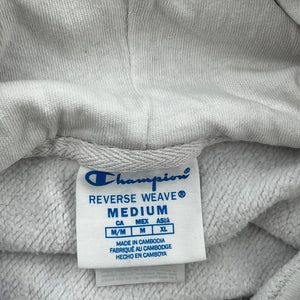 Champion
REVERSE WEAVE®
MEDIUM
CA MEX ASIA
M/M M XL
MADE IN CAMBODIA
FABRIQUÉ AU CAMBODGE
HECHO EN CAMBOYA